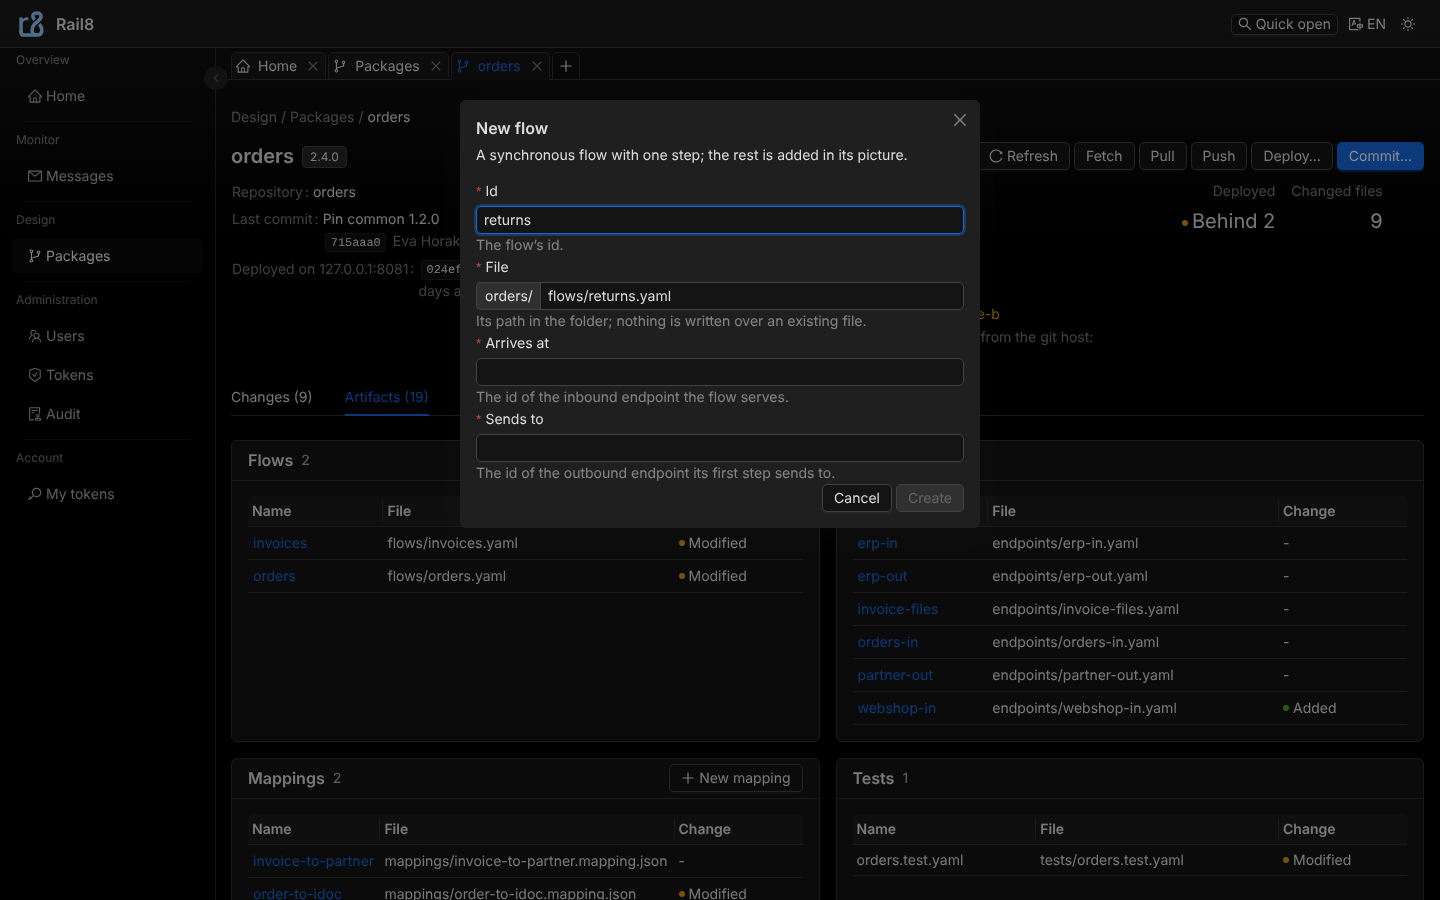 Rail8
Quick open
EN
Overview
Home
Monitor
Messages
Design
Packages
Administration
Users
Tokens
Audit
Account
My tokens
Home
Packages
orders
Design / Packages / orders
orders 2.4.0
Refresh
Fetch
Pull
Push
Deploy...
Commit...
Repository: orders
Last commit: Pin common 1.2.0
715aaa0 Eva Horak
Deployed on 127.0.0.1:8081: 024ef
days a
Deployed
Behind 2
Changed files
9
e-b
from the git host:
Changes (9)
Artifacts (19)
New flow
A synchronous flow with one step; the rest is added in its picture.
* Id
returns
The flow’s id.
* File
orders/ flows/returns.yaml
Its path in the folder; nothing is written over an existing file.
* Arrives at
The id of the inbound endpoint the flow serves.
* Sends to
The id of the outbound endpoint its first step sends to.
Cancel
Create
Flows 2
Name File
invoices flows/invoices.yaml Modified
orders flows/orders.yaml Modified
File Change
erp-in endpoints/erp-in.yaml -
erp-out endpoints/erp-out.yaml -
invoice-files endpoints/invoice-files.yaml -
orders-in endpoints/orders-in.yaml -
partner-out endpoints/partner-out.yaml -
webshop-in endpoints/webshop-in.yaml Added
Mappings 2
New mapping
Name File Change
invoice-to-partner mappings/invoice-to-partner.mapping.json -
order-to-idoc mappings/order-to-idoc.mapping.json Modified
Tests 1
Name File Change
orders.test.yaml tests/orders.test.yaml Modified